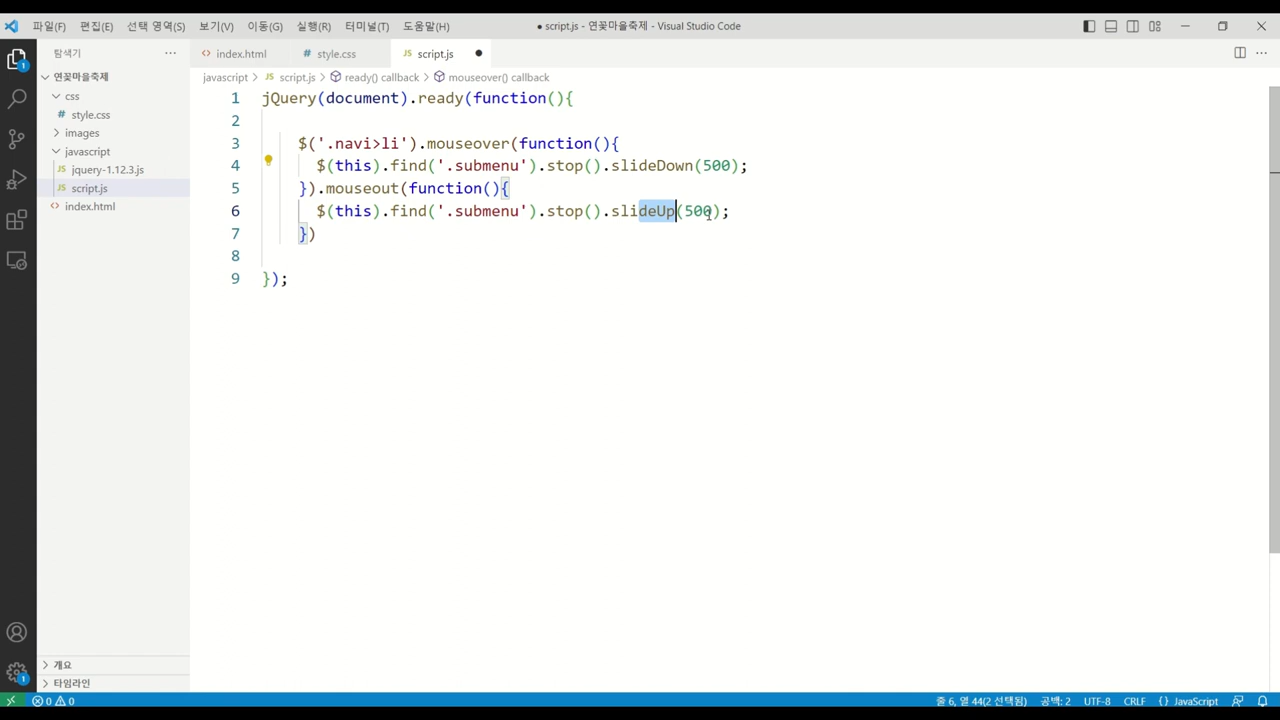 파일(F) 편집(E) 선택 영역(S) 보기(V) 이동(G) 실행(R) 터미널(T) 도움말(H) ● script.js - 연꽃마을축제 - Visual Studio Code
탐색기 ···
index.html style.css JS script.js ●
연꽃마을축제
css
style.css
images
javascript
JS jquery-1.12.3.js
JS script.js
index.html
javascript > JS script.js > ready() callback > mouseover() callback
1 jQuery(document).ready(function(){
2
3 $('.navi>li').mouseover(function(){
4 $(this).find('.submenu').stop().slideDown(500);
5 }).mouseout(function(){
6 $(this).find('.submenu').stop().slideUp(500);
7 })
8
9 });
개요
타임라인
0 0 줄 6, 열 44(2 선택됨) 공백: 2 UTF-8 CRLF {} JavaScript